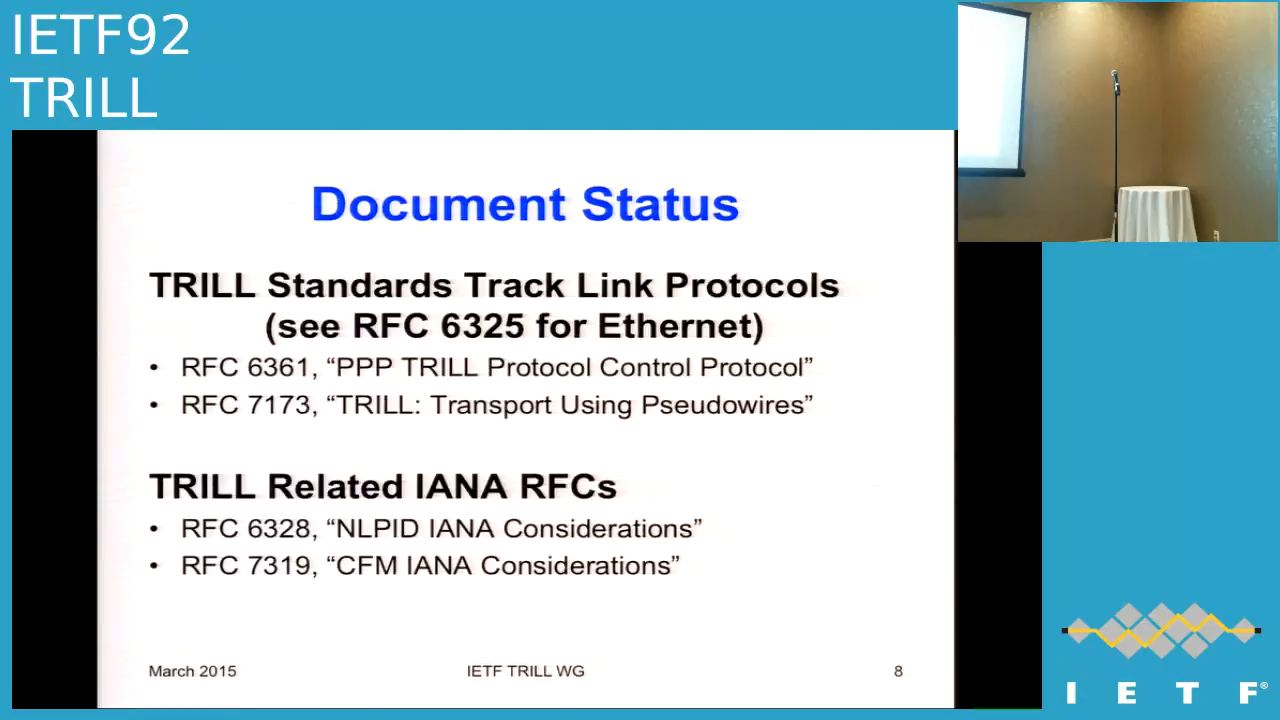 IETF92
TRILL
Document Status
TRILL Standards Track Link Protocols
(see RFC 6325 for Ethernet)
• RFC 6361, “PPP TRILL Protocol Control Protocol”
• RFC 7173, “TRILL: Transport Using Pseudowires”
TRILL Related IANA RFCs
• RFC 6328, “NLPID IANA Considerations”
• RFC 7319, “CFM IANA Considerations”
March 2015 IETF TRILL WG 8
I E T F®